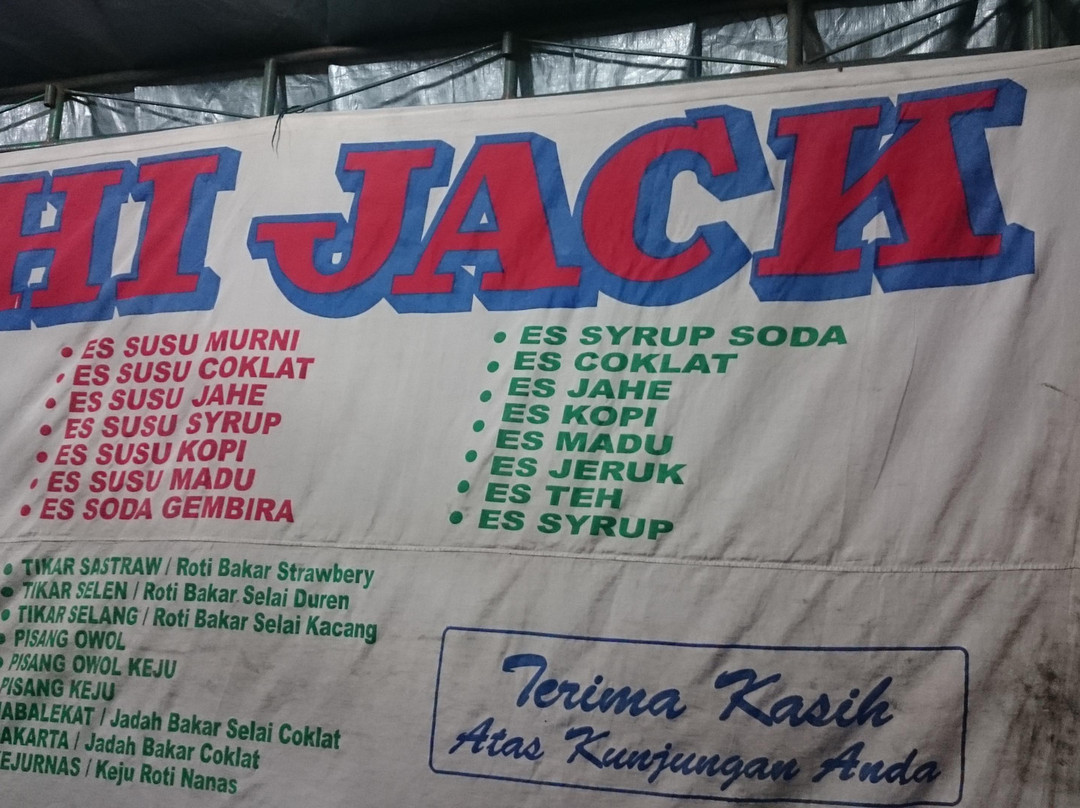 HI JACK
• ES SUSU MURNI
• ES SUSU COKLAT
• ES SUSU JAHE
• ES SUSU SYRUP
• ES SUSU KOPI
• ES SUSU MADU
• ES SODA GEMBIRA
• ES SYRUP SODA
• ES COKLAT
• ES JAHE
• ES KOPI
• ES MADU
• ES JERUK
• ES TEH
• ES SYRUP
• TIKAR SASTRAW / Roti Bakar Strawbery
• TIKAR SELEN / Roti Bakar Selai Duren
• TIKAR SELANG / Roti Bakar Selai Kacang
• PISANG OWOL
• PISANG OWOL KEJU
PISANG KEJU
ABALEKAT / Jadah Bakar Selai Coklat
AKARTA / Jadah Bakar Coklat
EJURNAS / Keju Roti Nanas
Terima Kasih
Atas Kunjungan Anda